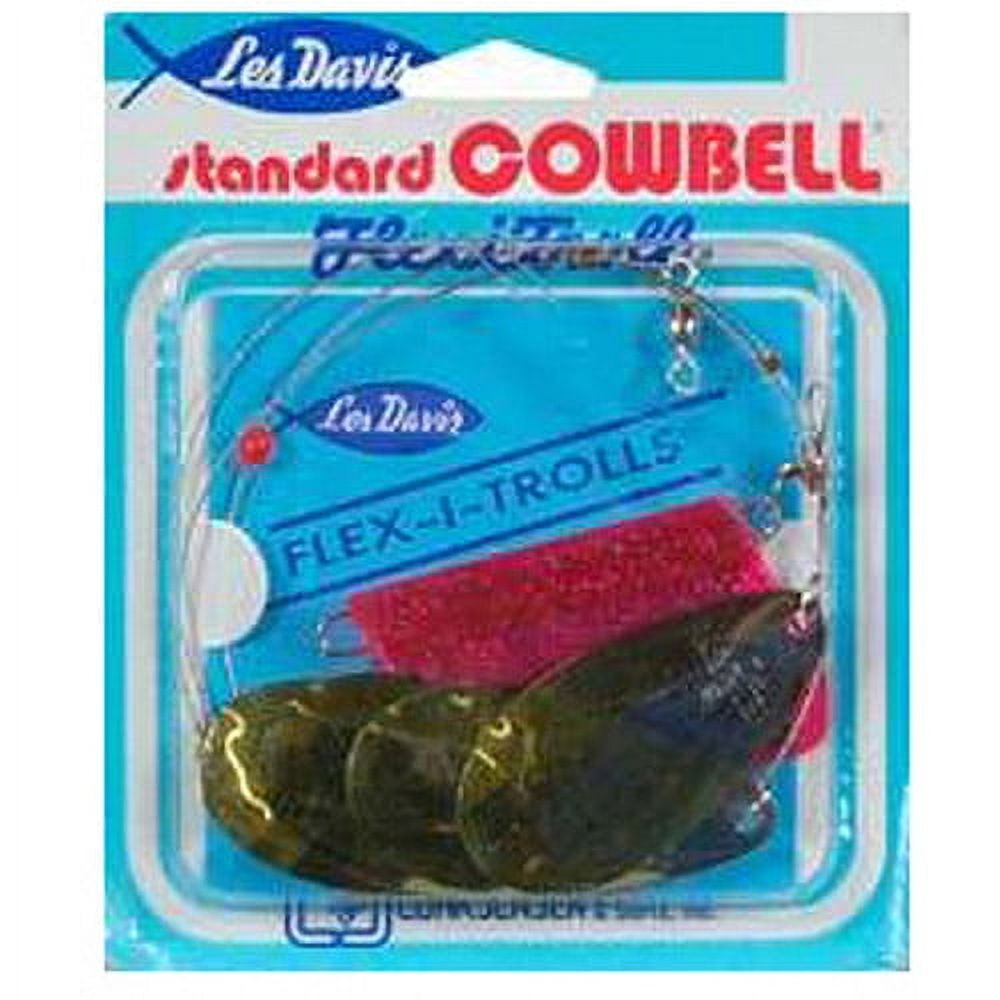 Les Davis
standard COWBELL
Les Davis
FLEX-I-TROLLS